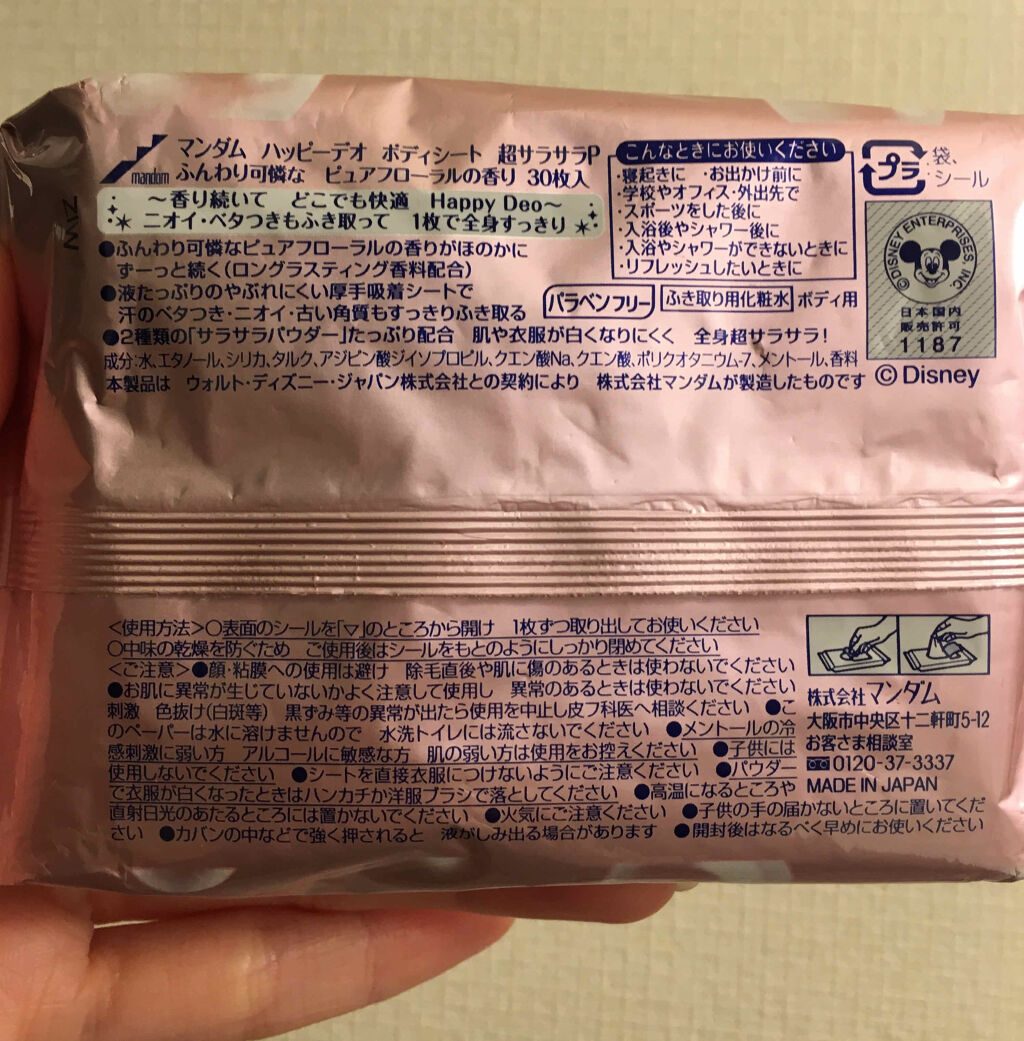 mandom
マンダム ハッピーデオ ボディシート 超サラサラP
ふんわり可憐な ピュアフローラルの香り 30枚入
～香り続いて どこでも快適 Happy Deo～
ニオイ・ベタつきもふき取って 1枚で全身すっきり
●ふんわり可憐なピュアフローラルの香りがほのかに
ずーっと続く(ロングラスティング香料配合)
●液たっぷりのやぶれにくい厚手吸着シートで
汗のベタつき・ニオイ・古い角質もすっきりふき取る
●2種類の「サラサラパウダー」たっぷり配合 肌や衣服が白くなりにくく 全身超サラサラ!
成分:水、エタノール、シリカ、タルク、アジピン酸ジイソプロピル、クエン酸Na、クエン酸、ポリクオタニウム-7、メントール、香料
本製品は ウォルト・ディズニー・ジャパン株式会社との契約により 株式会社マンダムが製造したものです
こんなときにお使いください
・寝起きに ・お出かけ前に
・学校やオフィス・外出先で
・スポーツをした後に
・入浴後やシャワー後に
・入浴やシャワーができないときに
・リフレッシュしたいときに
パラベンフリー ふき取り用化粧水 ボディ用
プラ
袋、
シール
©DISNEY ENTERPRISES, INC.
日本国内
販売許可
1187
©Disney
<使用方法>○表面のシールを「▽」のところから開け 1枚ずつ取り出してお使いください
○中味の乾燥を防ぐため ご使用後はシールをもとのようにしっかり閉めてください
<ご注意>●顔・粘膜への使用は避け 除毛直後や肌に傷のあるときは使わないでください
●お肌に異常が生じていないかよく注意して使用し 異常のあるときは使わないでください
刺激 色抜け(白斑等) 黒ずみ等の異常が出たら使用を中止し皮フ科医へ相談ください ●こ
のペーパーは水に溶けませんので 水洗トイレには流さないでください ●メントールの冷
感刺激に弱い方 アルコールに敏感な方 肌の弱い方は使用をお控えください ●子供には
使用しないでください ●シートを直接衣服につけないようにご注意ください ●パウダー
で衣服が白くなったときはハンカチか洋服ブラシで落としてください ●高温になるところや
直射日光のあたるところには置かないでください ●火気にご注意ください ●子供の手の届かないところに置いてくだ
さい ●カバンの中などで強く押されると 液がしみ出る場合があります ●開封後はなるべく早めにお使いください
株式会社マンダム
大阪市中央区十二軒町5-12
お客さま相談室
0120-37-3337
MADE IN JAPAN